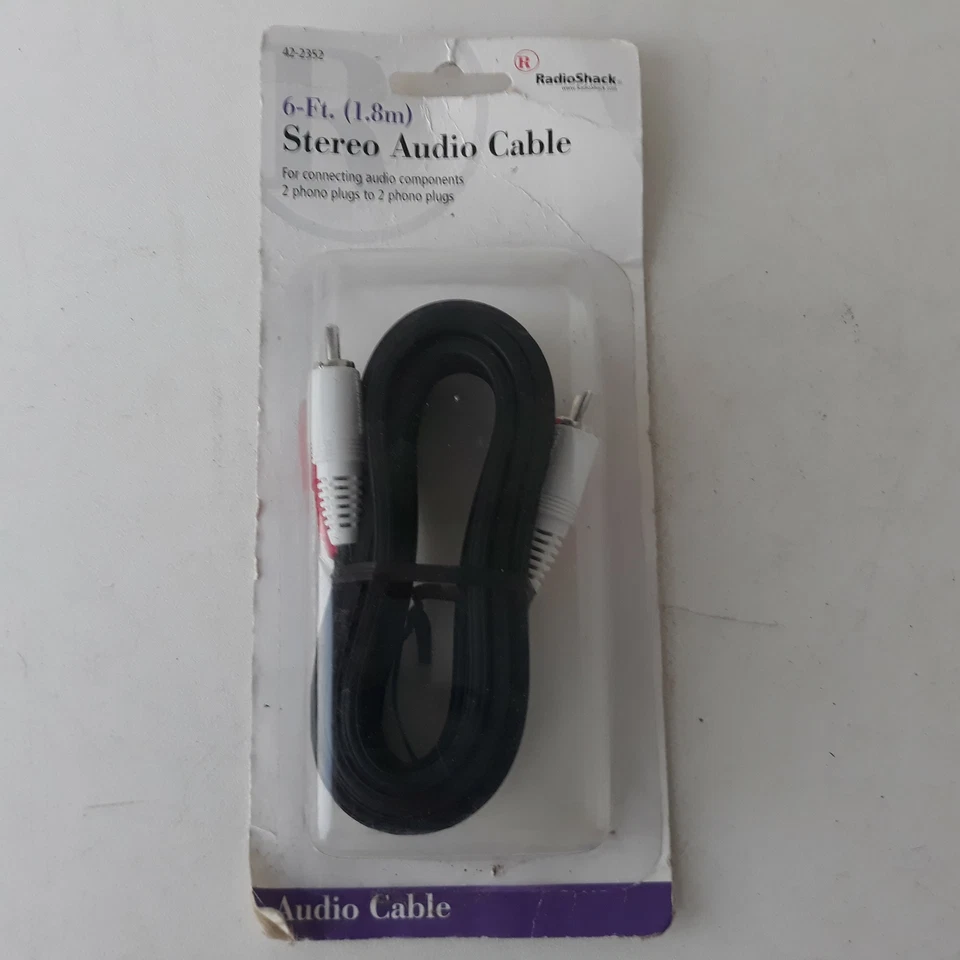 42-2352
R
RadioShack
6-Ft. (1.8m)
Stereo Audio Cable
For connecting audio components
2 phono plugs to 2 phono plugs
Audio Cable